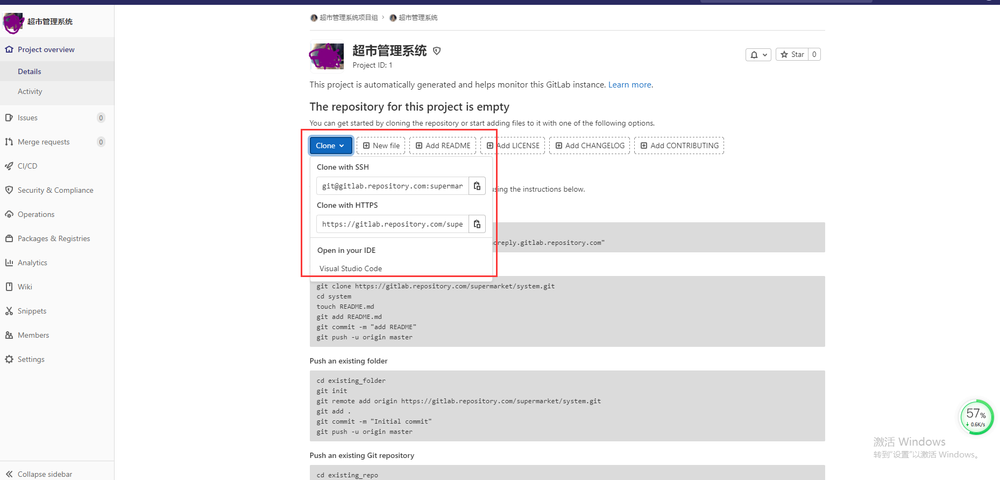 超市管理系统
Project overview
Details
Activity
Issues 0
Merge requests 0
CI/CD
Security & Compliance
Operations
Packages & Registries
Analytics
Wiki
Snippets
Members
Settings
Collapse sidebar
超市管理系统项目组 › 超市管理系统
超市管理系统
Project ID: 1
Star 0
This project is automatically generated and helps monitor this GitLab instance. Learn more.
The repository for this project is empty
You can get started by cloning the repository or start adding files to it with one of the following options.
Clone New file Add README Add LICENSE Add CHANGELOG Add CONTRIBUTING
Clone with SSH
git@gitlab.repository.com:supermar
using the instructions below.
Clone with HTTPS
https://gitlab.repository.com/supe
noreply.gitlab.repository.com"
Open in your IDE
Visual Studio Code
git clone https://gitlab.repository.com/supermarket/system.git
cd system
touch README.md
git add README.md
git commit -m "add README"
git push -u origin master
Push an existing folder
cd existing_folder
git init
git remote add origin https://gitlab.repository.com/supermarket/system.git
git add .
git commit -m "Initial commit"
git push -u origin master
Push an existing Git repository
cd existing_repo
57%
0.6K/s
激活 Windows
转到“设置”以激活 Windows。